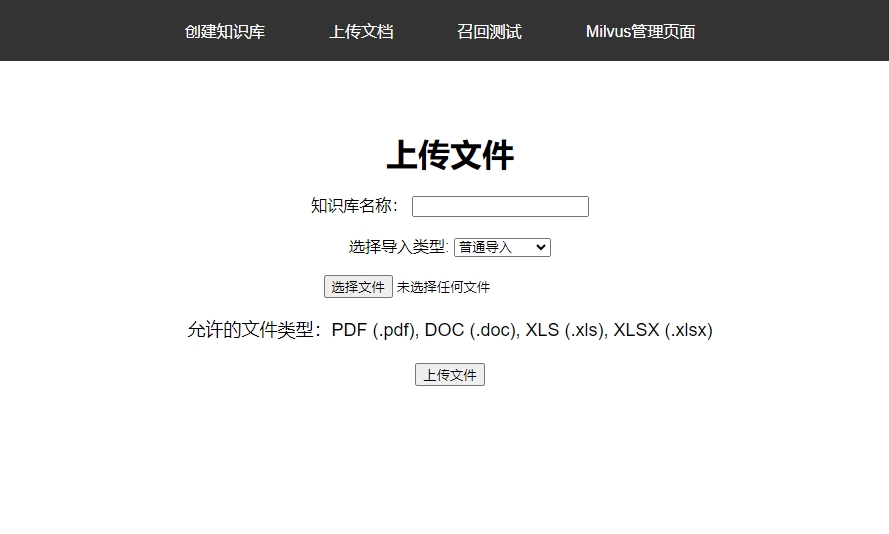 创建知识库 上传文档 召回测试 Milvus管理页面
上传文件
知识库名称：
选择导入类型: 普通导入
选择文件 未选择任何文件
允许的文件类型：PDF (.pdf), DOC (.doc), XLS (.xls), XLSX (.xlsx)
上传文件